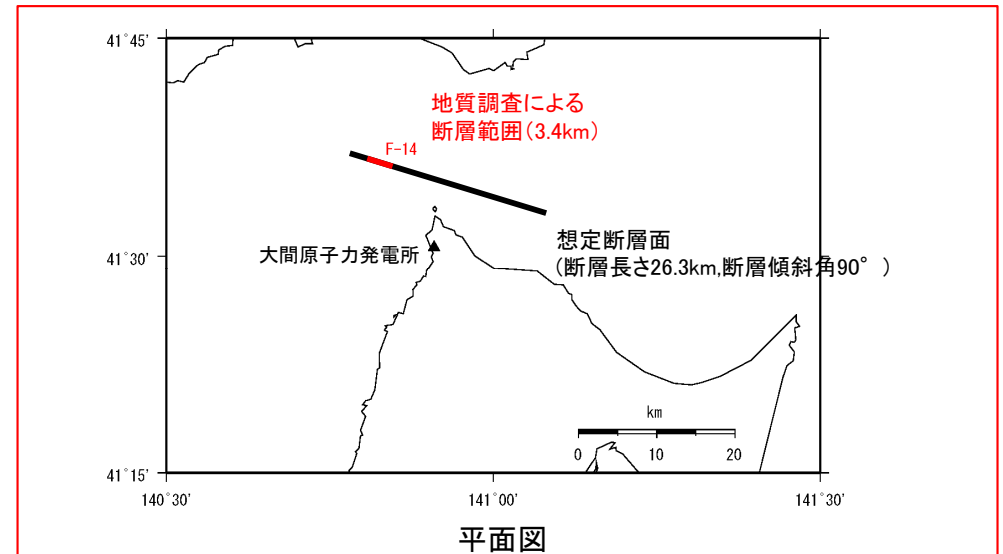 41°45'
地質調査による
断層範囲(3.4km)
F-14
大間原子力発電所
41°30'
想定断層面
(断層長さ26.3km,断層傾斜角90°)
km
0 10 20
41°15'
140°30' 141°00' 141°30'
平面図